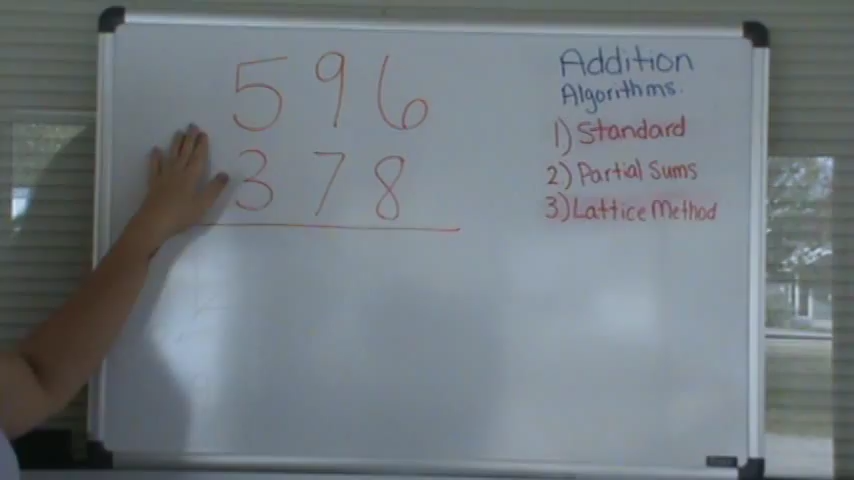 596
378
Addition
Algorithms.
1) Standard
2.) Partial Sums
3) Lattice Method